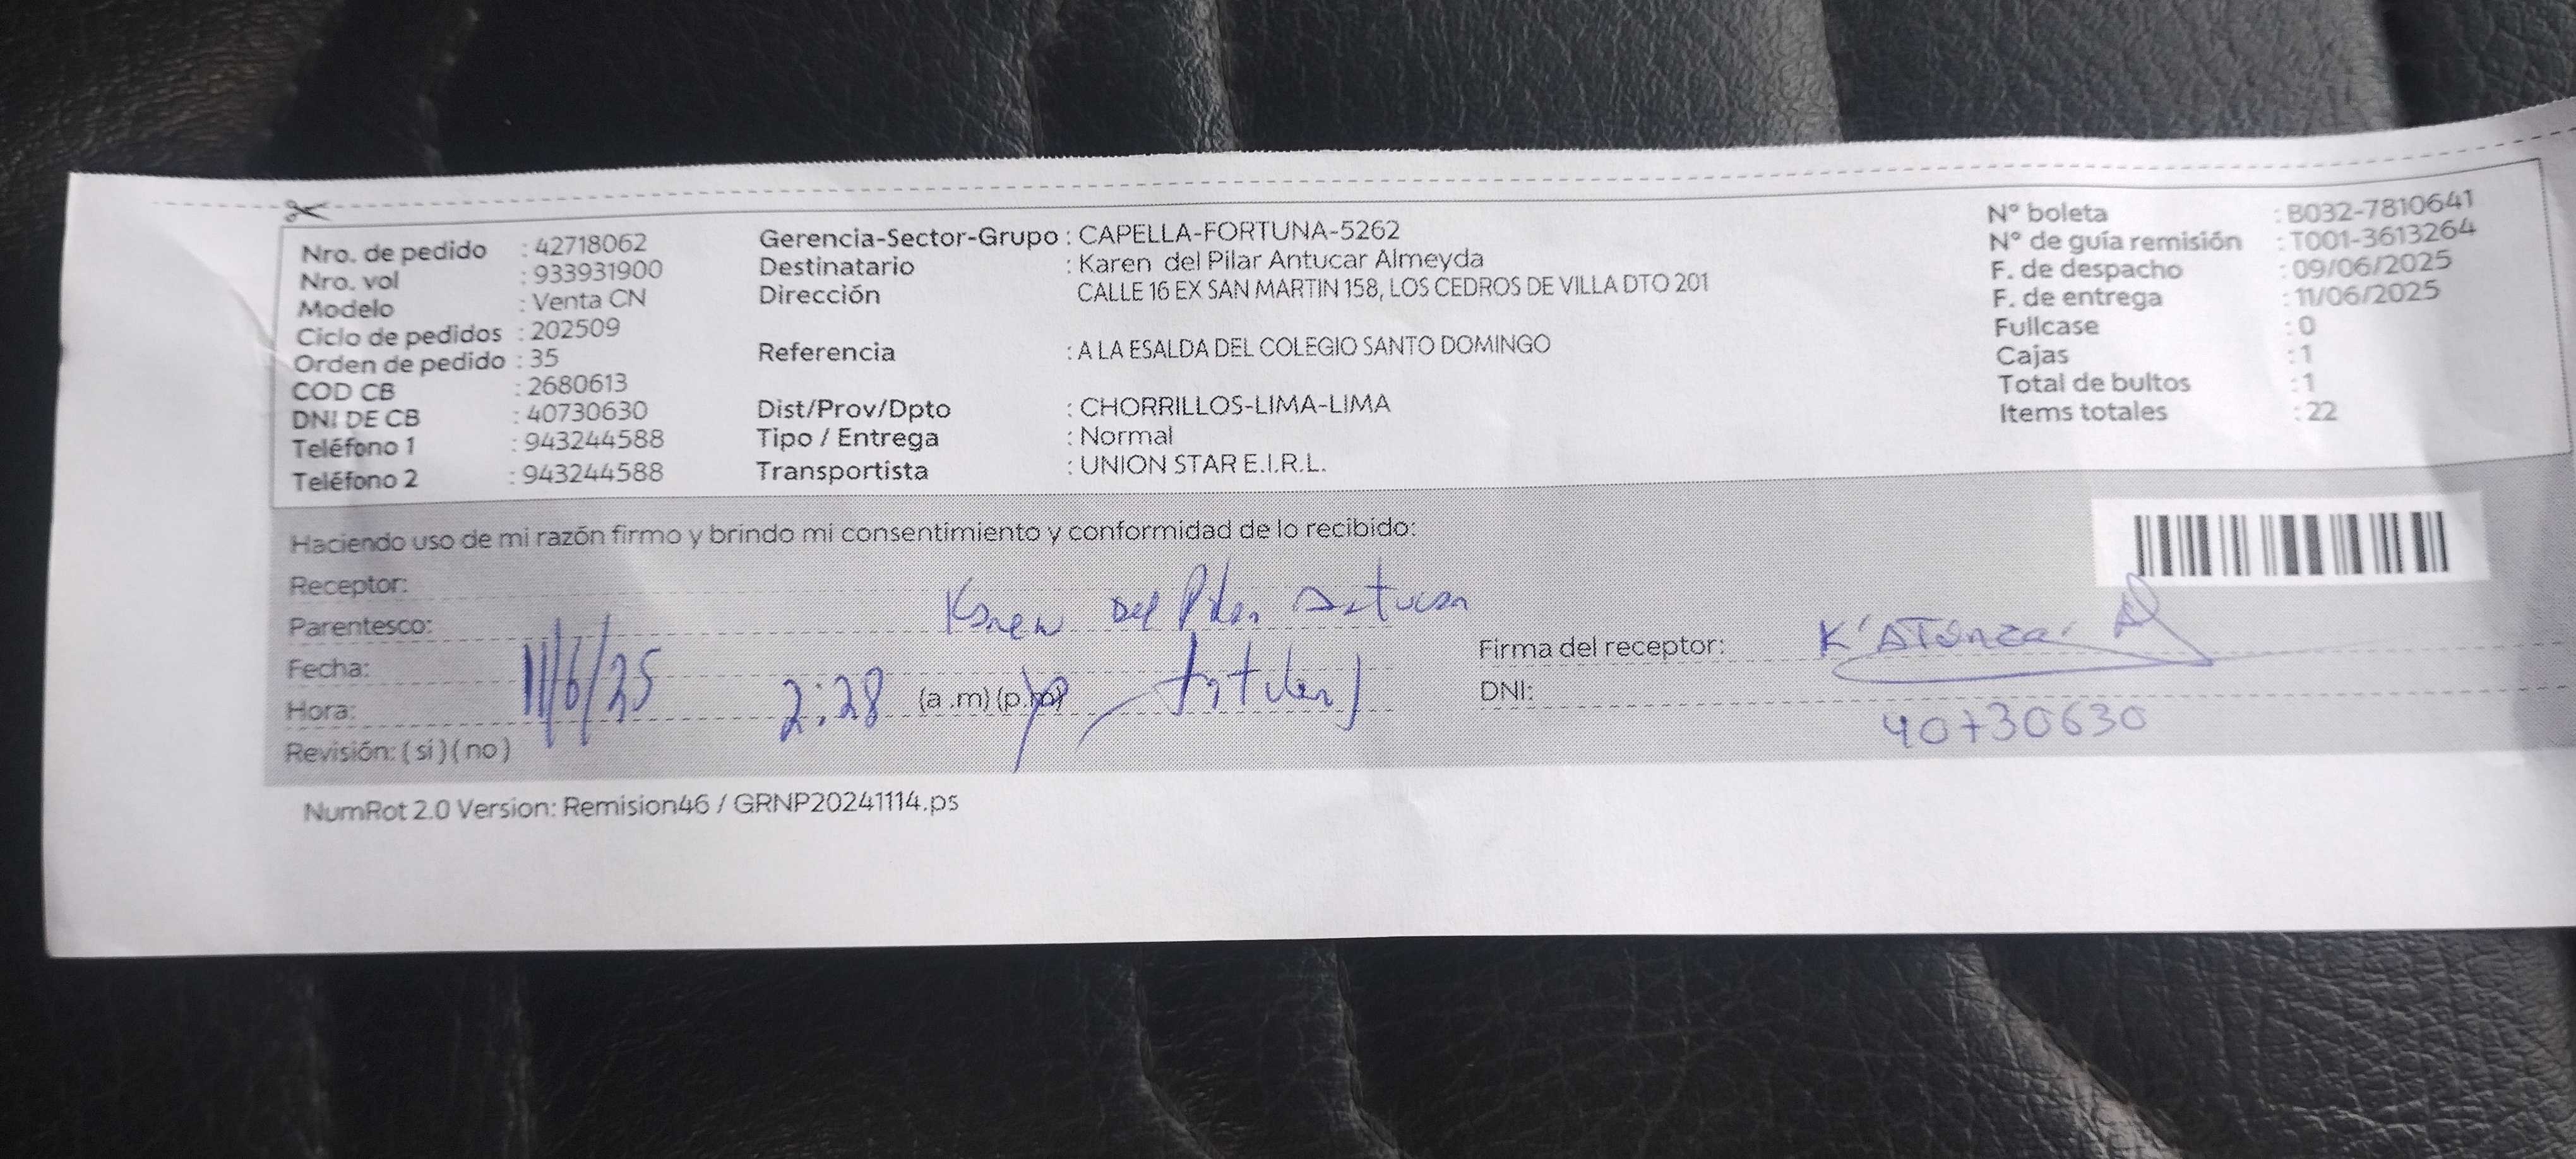 Nro. de pedido : 42718062
Nro. vol : 933931900
Modelo : Venta CN
Ciclo de pedidos : 202509
Orden de pedido : 35
COD CB : 2680613
DNI DE CB : 40730630
Teléfono 1 : 943244588
Teléfono 2 : 943244588
Gerencia-Sector-Grupo : CAPELLA-FORTUNA-5262
Destinatario : Karen del Pilar Antucar Almeyda
Dirección CALLE 16 EX SAN MARTIN 158, LOS CEDROS DE VILLA DTO 201
Referencia : A LA ESALDA DEL COLEGIO SANTO DOMINGO
Dist/Prov/Dpto : CHORRILLOS-LIMA-LIMA
Tipo / Entrega : Normal
Transportista : UNION STAR E.I.R.L.
N° boleta : B032-7810641
N° de guía remisión : T001-3613264
F. de despacho : 09/06/2025
F. de entrega : 11/06/2025
Fullcase : 0
Cajas : 1
Total de bultos : 1
Items totales : 22
Haciendo uso de mi razón firmo y brindo mi consentimiento y conformidad de lo recibido:
Receptor: Karen Del Pilar Antucar
Parentesco:
Fecha: 11/6/25
Hora: 2:28 (a .m) (p.m) titular
Revisión: ( sí ) ( no )
Firma del receptor:
DNI: 40730630
NumRot 2.0 Version: Remision46 / GRNP20241114.ps